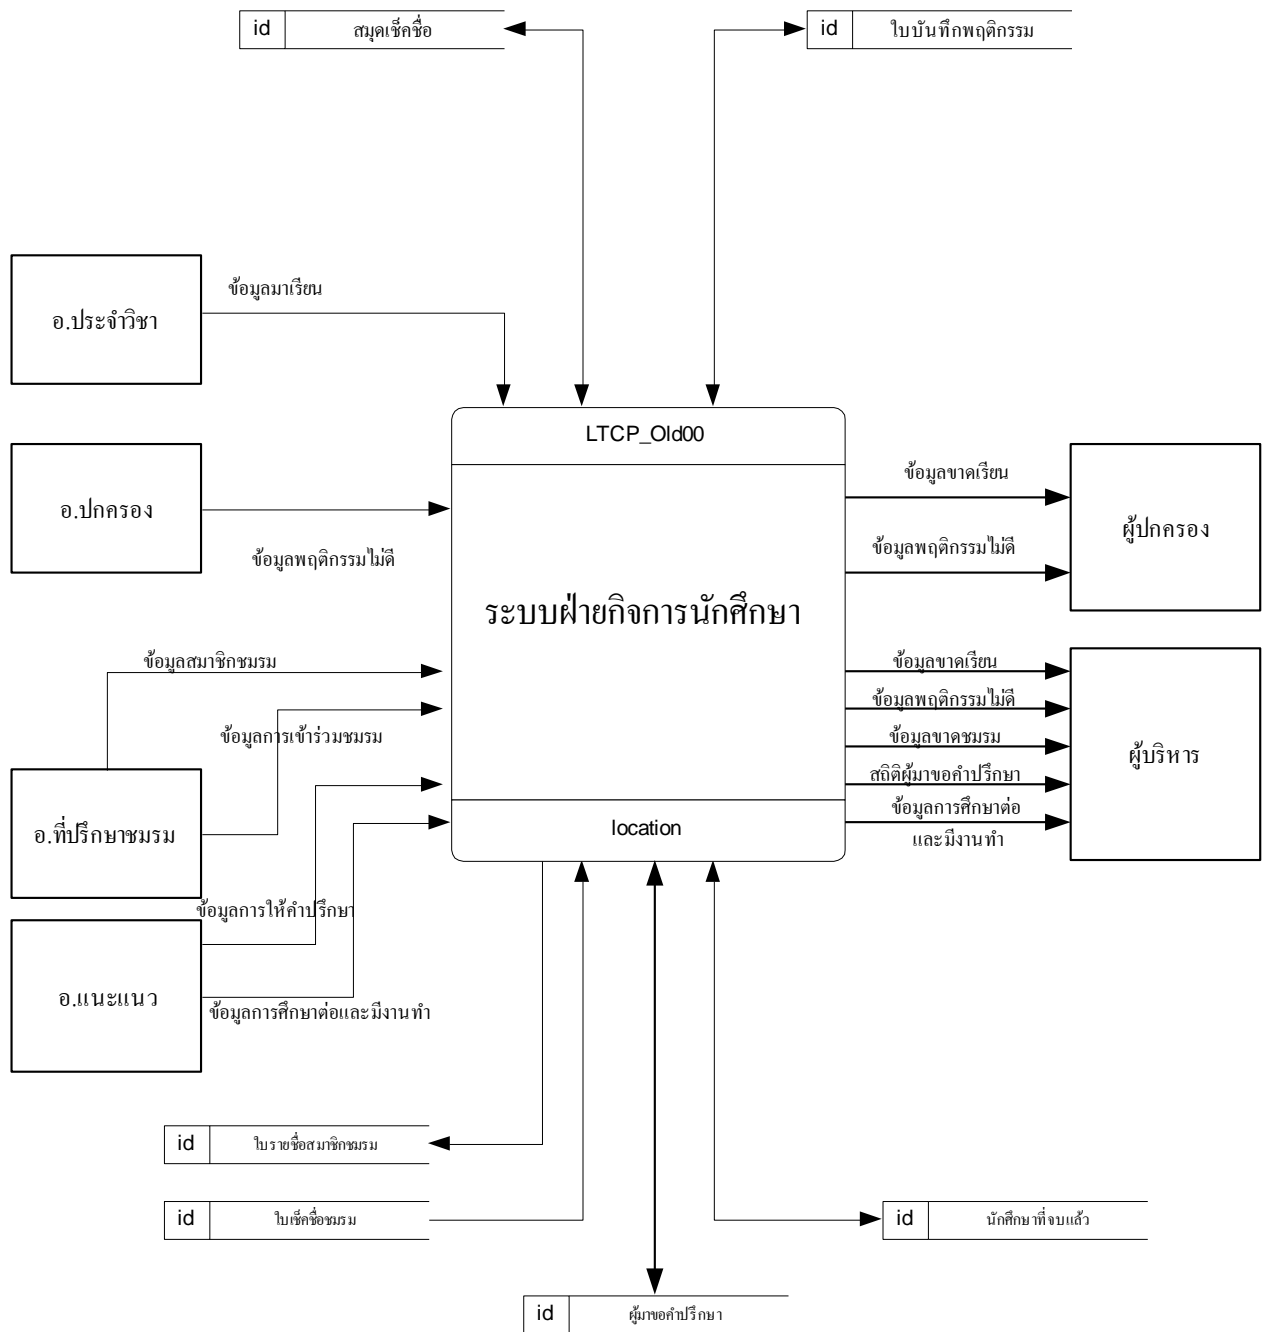 id สมุดเช็คชื่อ
id ใบบันทึกพฤติกรรม
ข้อมูลมาเรียน
อ.ประจำวิชา
LTCP_Old00
อ.ปกครอง
ข้อมูลพฤติกรรมไม่ดี
ข้อมูลขาดเรียน
ข้อมูลพฤติกรรมไม่ดี
ผู้ปกครอง
ระบบฝ่ายกิจการนักศึกษา
ข้อมูลสมาชิกชมรม
ข้อมูลการเข้าร่วมชมรม
อ.ที่ปรึกษาชมรม
ข้อมูลขาดเรียน
ข้อมูลพฤติกรรมไม่ดี
ข้อมูลขาดชมรม
สถิติผู้มาขอคำปรึกษา
ข้อมูลการศึกษาต่อ
และมีงานทำ
ผู้บริหาร
location
ข้อมูลการให้คำปรึกษา
อ.แนะแนว
ข้อมูลการศึกษาต่อและมีงานทำ
id ใบรายชื่อสมาชิกชมรม
id ใบเช็คชื่อชมรม
id นักศึกษาที่จบแล้ว
id ผู้มาขอคำปรึกษา